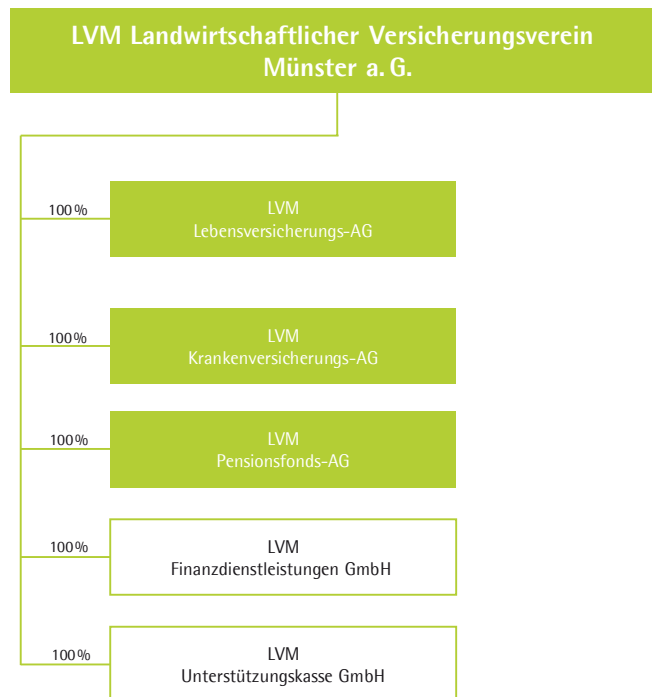 LVM Landwirtschaftlicher Versicherungsverein
Münster a. G.
100 %
LVM
Lebensversicherungs-AG
100 %
LVM
Krankenversicherungs-AG
100 %
LVM
Pensionsfonds-AG
100 %
LVM
Finanzdienstleistungen GmbH
100 %
LVM
Unterstützungskasse GmbH